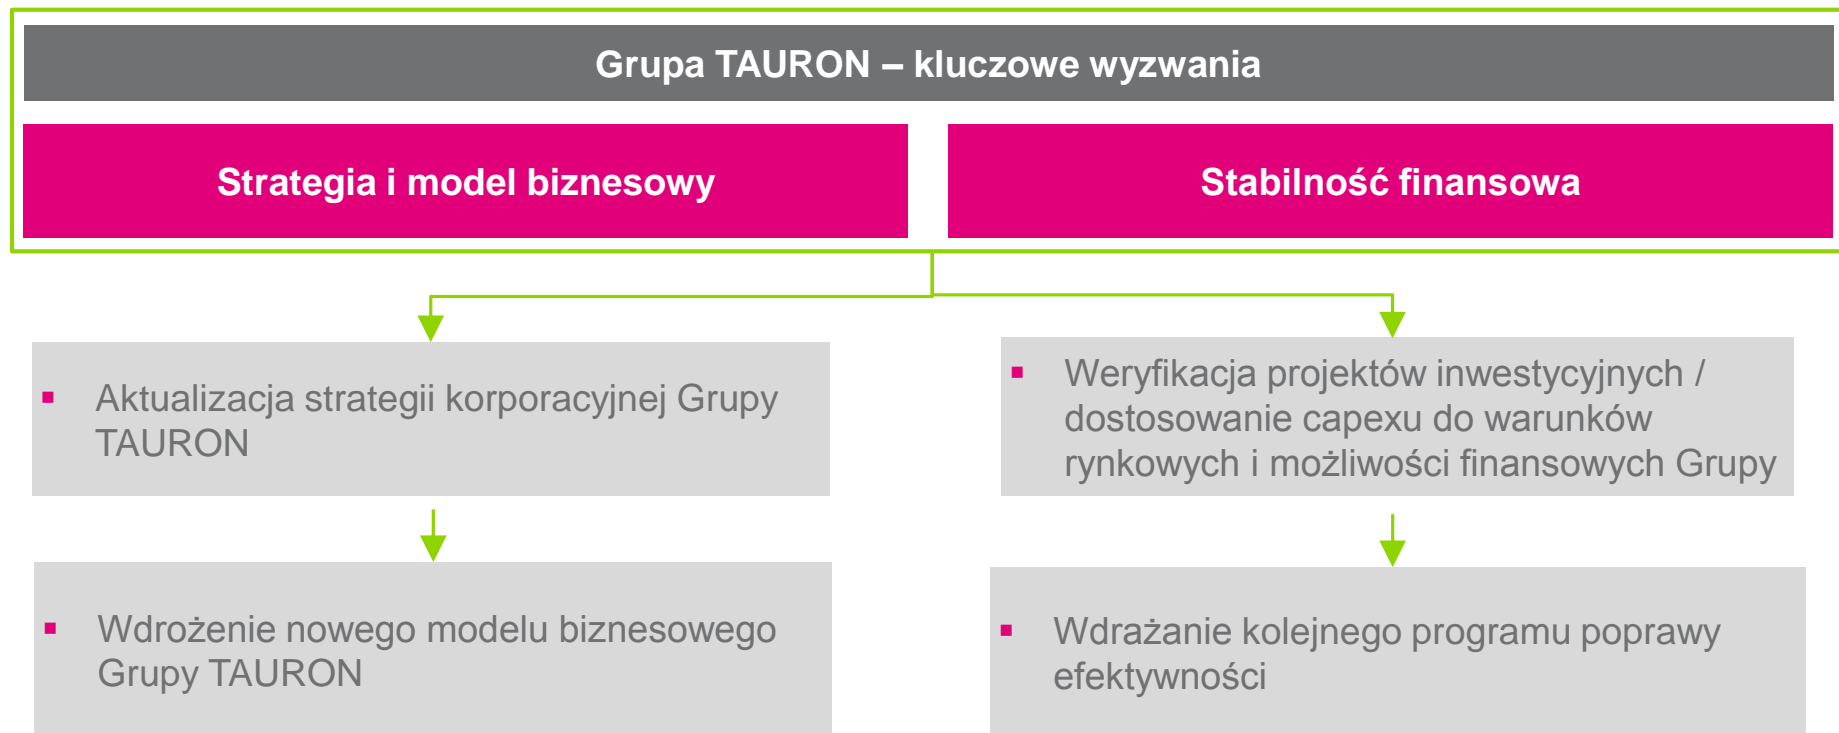 Grupa TAURON – kluczowe wyzwania
Strategia i model biznesowy
Stabilność finansowa
▪ Aktualizacja strategii korporacyjnej Grupy
TAURON
▪ Weryfikacja projektów inwestycyjnych /
dostosowanie capexu do warunków
rynkowych i możliwości finansowych Grupy
▪ Wdrożenie nowego modelu biznesowego
Grupy TAURON
▪ Wdrażanie kolejnego programu poprawy
efektywności